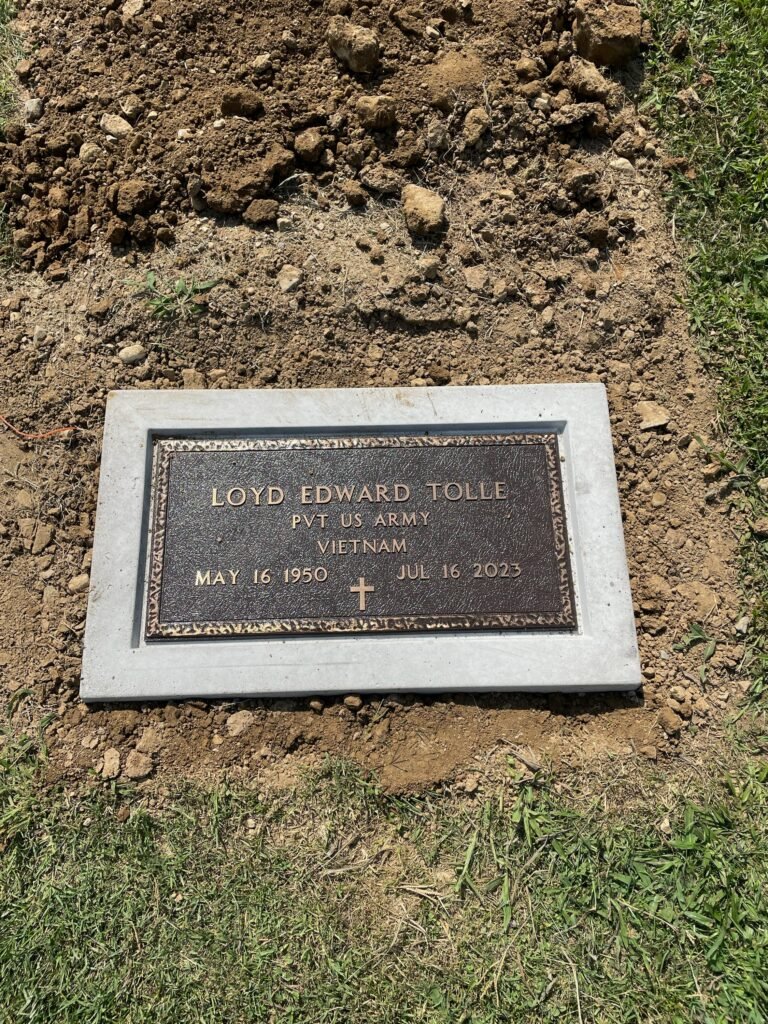 LOYD EDWARD TOLLE
PVT US ARMY
VIETNAM
MAY 16 1950 JUL 16 2023